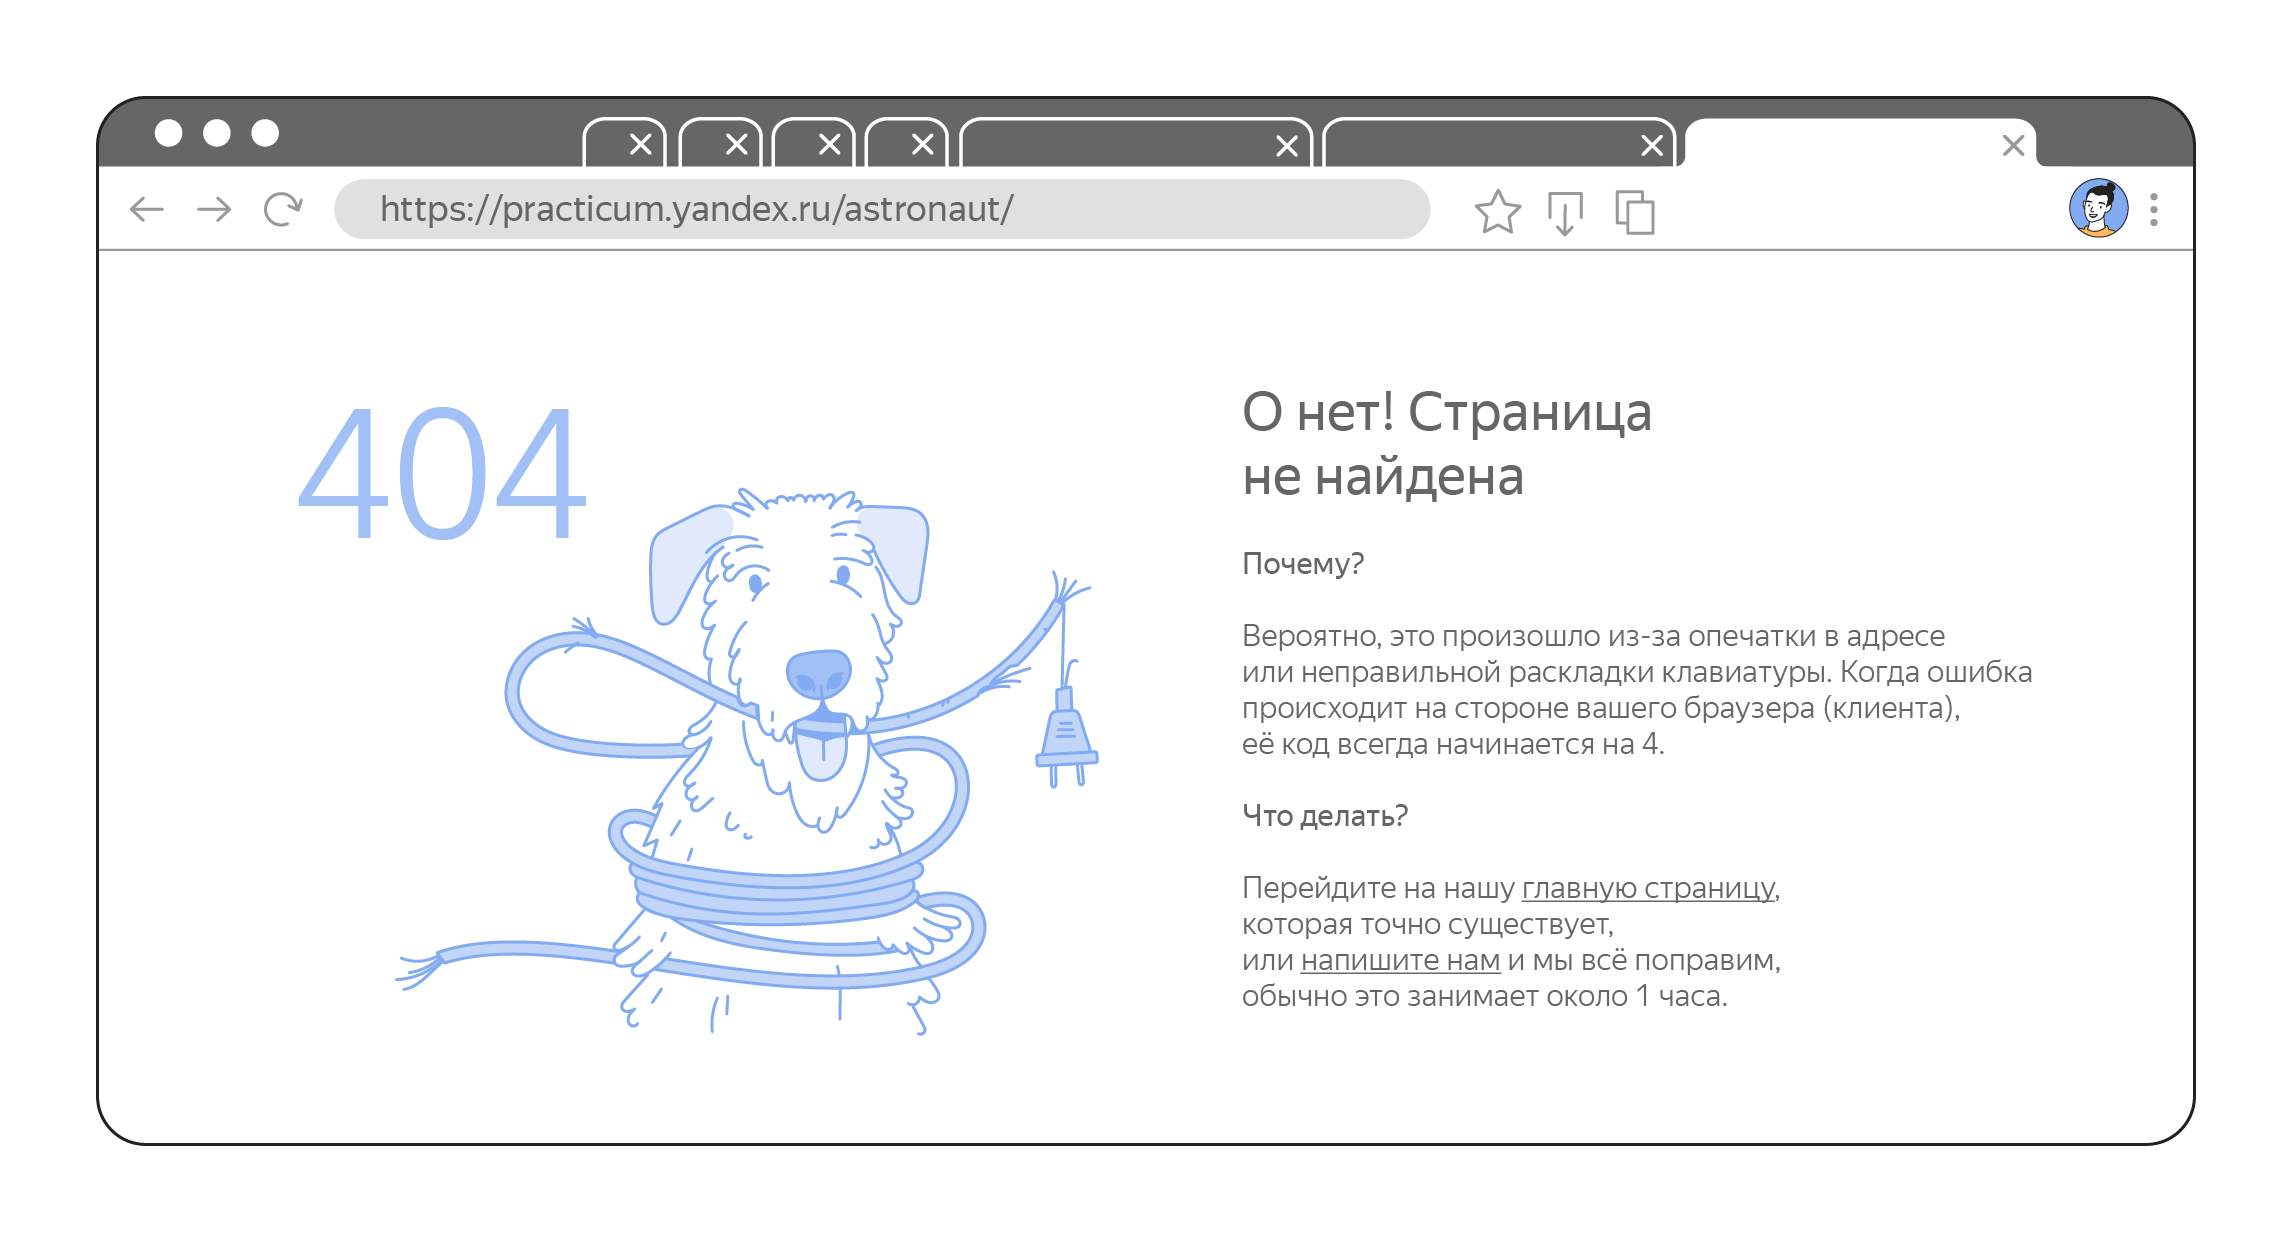 https://practicum.yandex.ru/astronaut/
404
О нет! Страница
не найдена
Почему?
Вероятно, это произошло из-за опечатки в адресе
или неправильной раскладки клавиатуры. Когда ошибка
происходит на стороне вашего браузера (клиента),
её код всегда начинается на 4.
Что делать?
Перейдите на нашу главную страницу,
которая точно существует,
или напишите нам и мы всё поправим,
обычно это занимает около 1 часа.